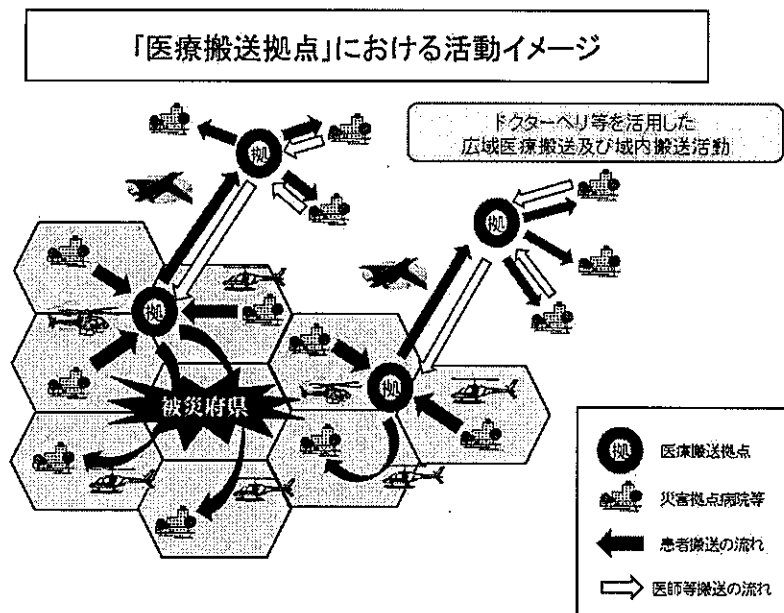 「医療搬送拠点」における活動イメージ
ドクターヘリ等を活用した
広域医療搬送及び域内搬送活動
拠
拠
拠
拠
被災府県
拠 医療搬送拠点
災害拠点病院等
患者搬送の流れ
医師等搬送の流れ